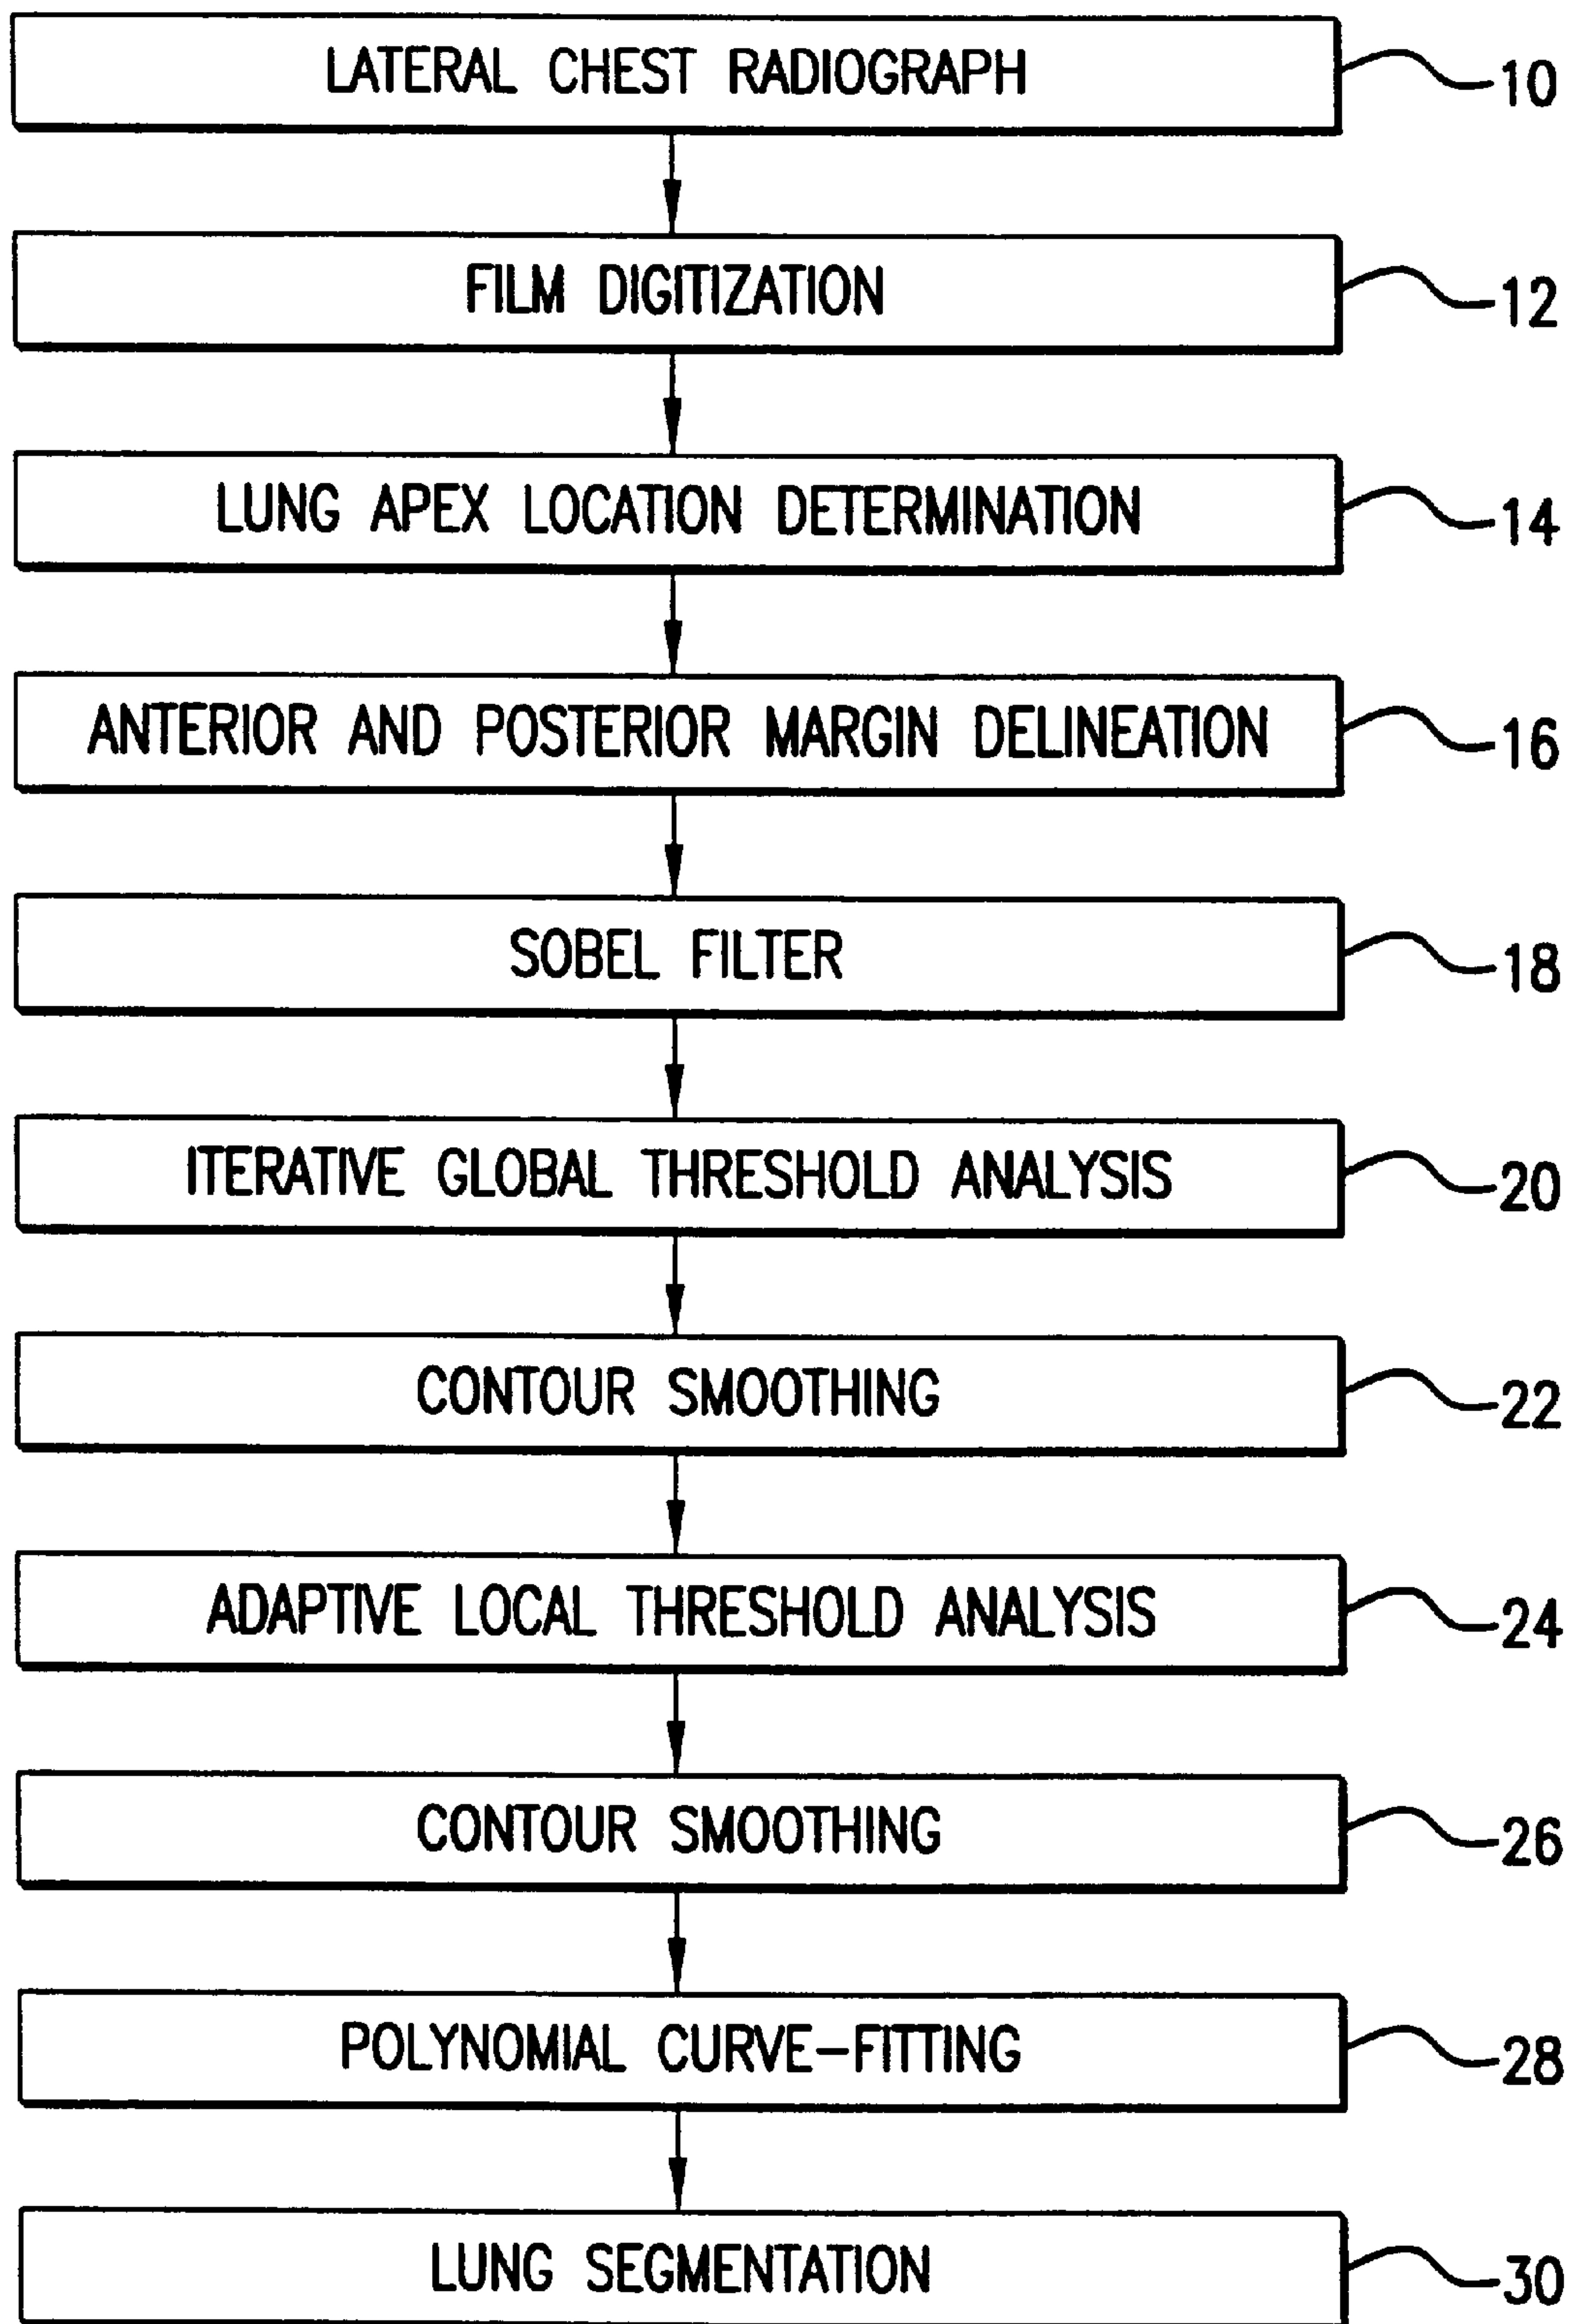 LATERAL CHEST RADIOGRAPH 10
FILM DIGITIZATION 12
LUNG APEX LOCATION DETERMINATION 14
ANTERIOR AND POSTERIOR MARGIN DELINEATION 16
SOBEL FILTER 18
ITERATIVE GLOBAL THRESHOLD ANALYSIS 20
CONTOUR SMOOTHING 22
ADAPTIVE LOCAL THRESHOLD ANALYSIS 24
CONTOUR SMOOTHING 26
POLYNOMIAL CURVE-FITTING 28
LUNG SEGMENTATION 30